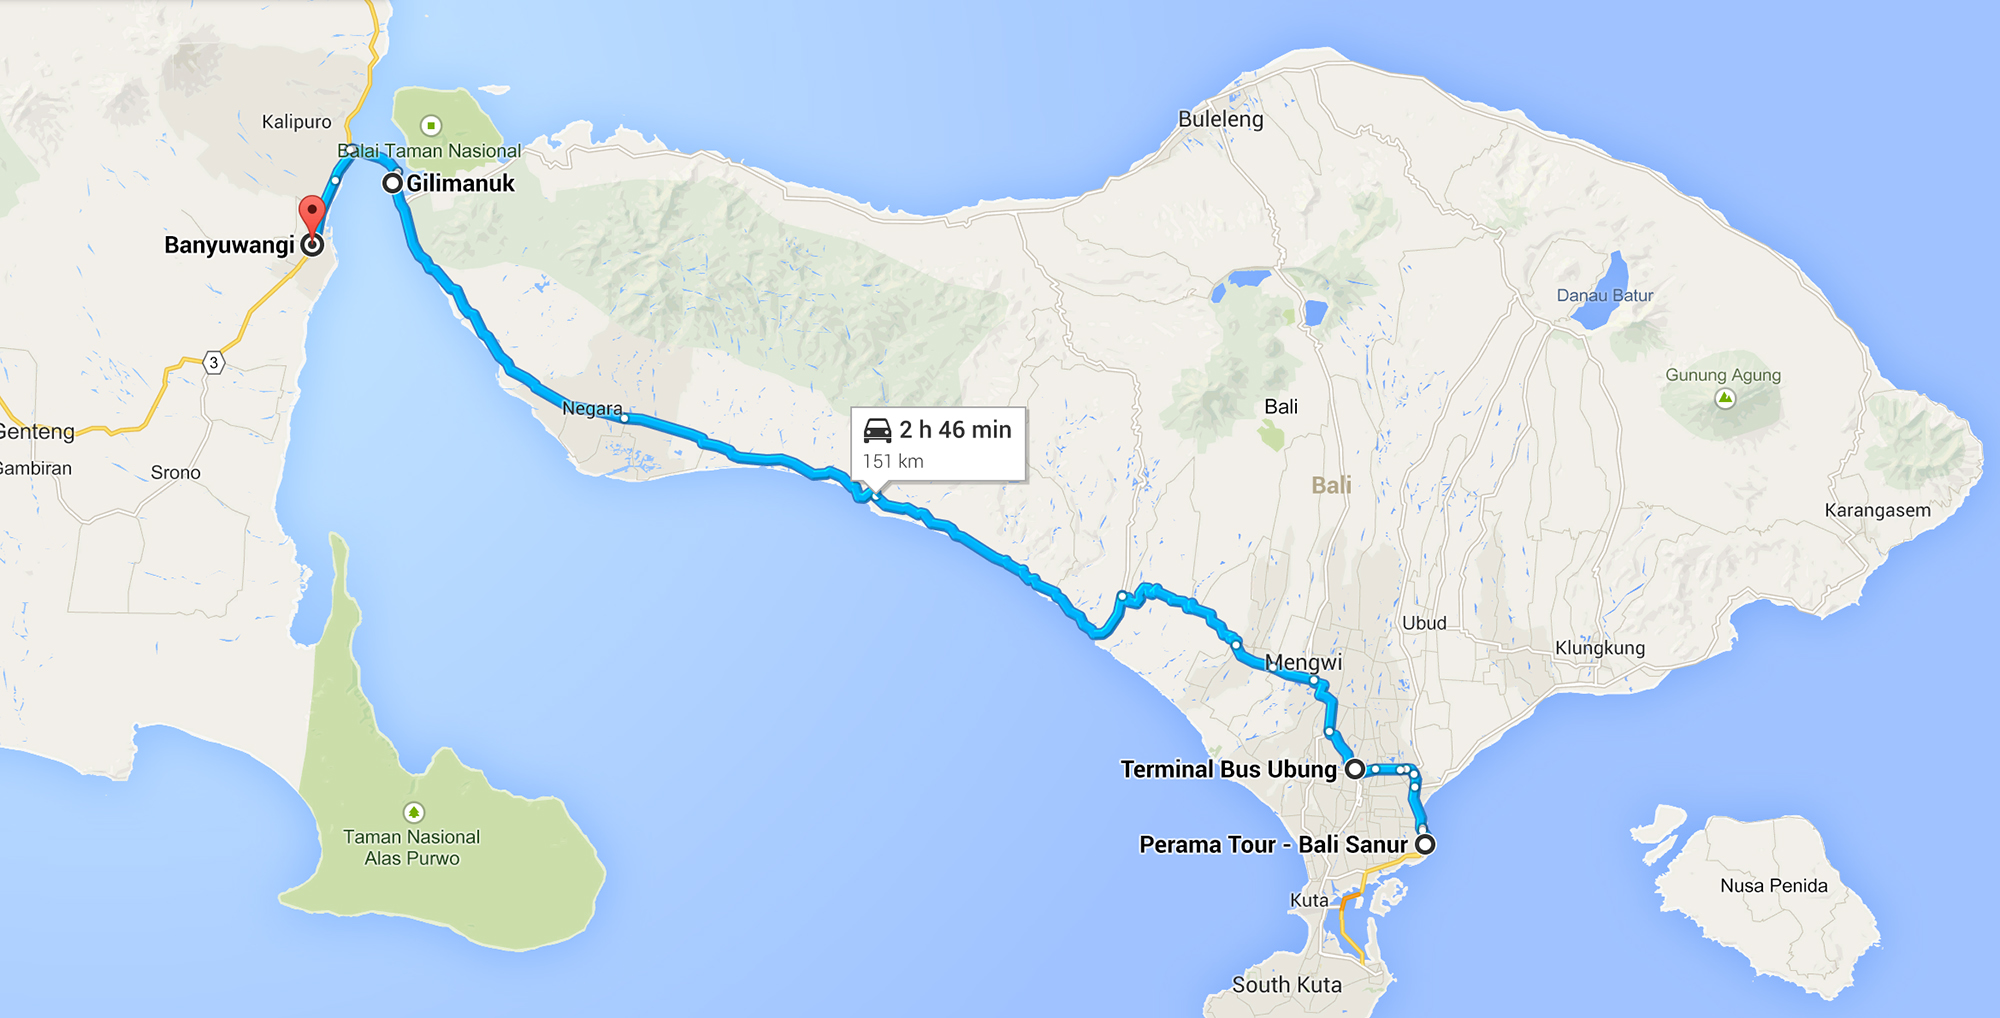 Kalipuro
Balai Taman Nasional
Gilimanuk
Banyuwangi
3
Genteng
Gambiran
Srono
Negara
2 h 46 min
151 km
Buleleng
Danau Batur
Gunung Agung
Bali
Bali
Karangasem
Ubud
Klungkung
Mengwi
Terminal Bus Ubung
Perama Tour - Bali Sanur
Taman Nasional
Alas Purwo
Kuta
Nusa Penida
South Kuta